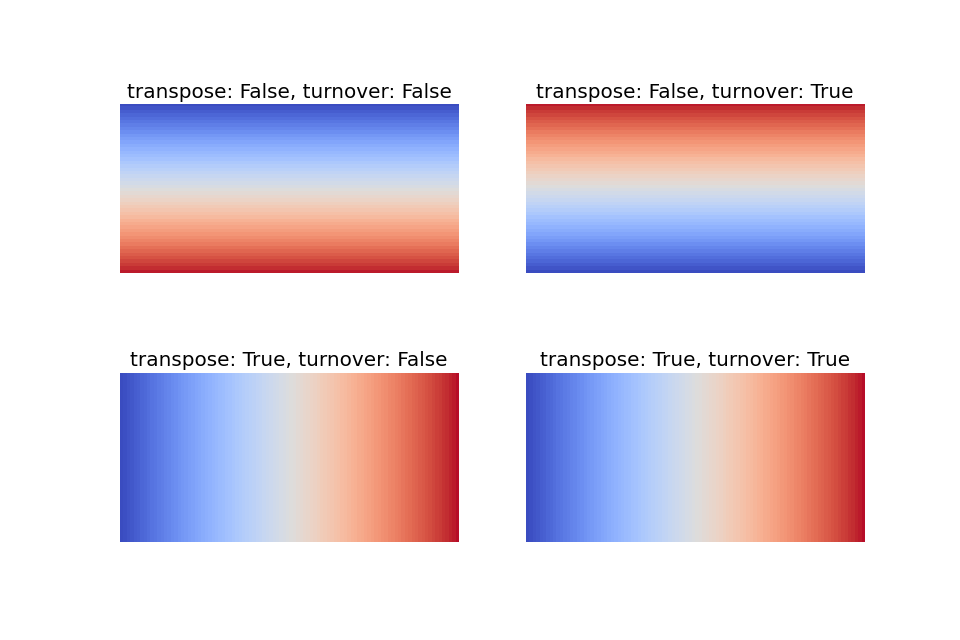 transpose: False, turnover: False
transpose: False, turnover: True
transpose: True, turnover: False
transpose: True, turnover: True